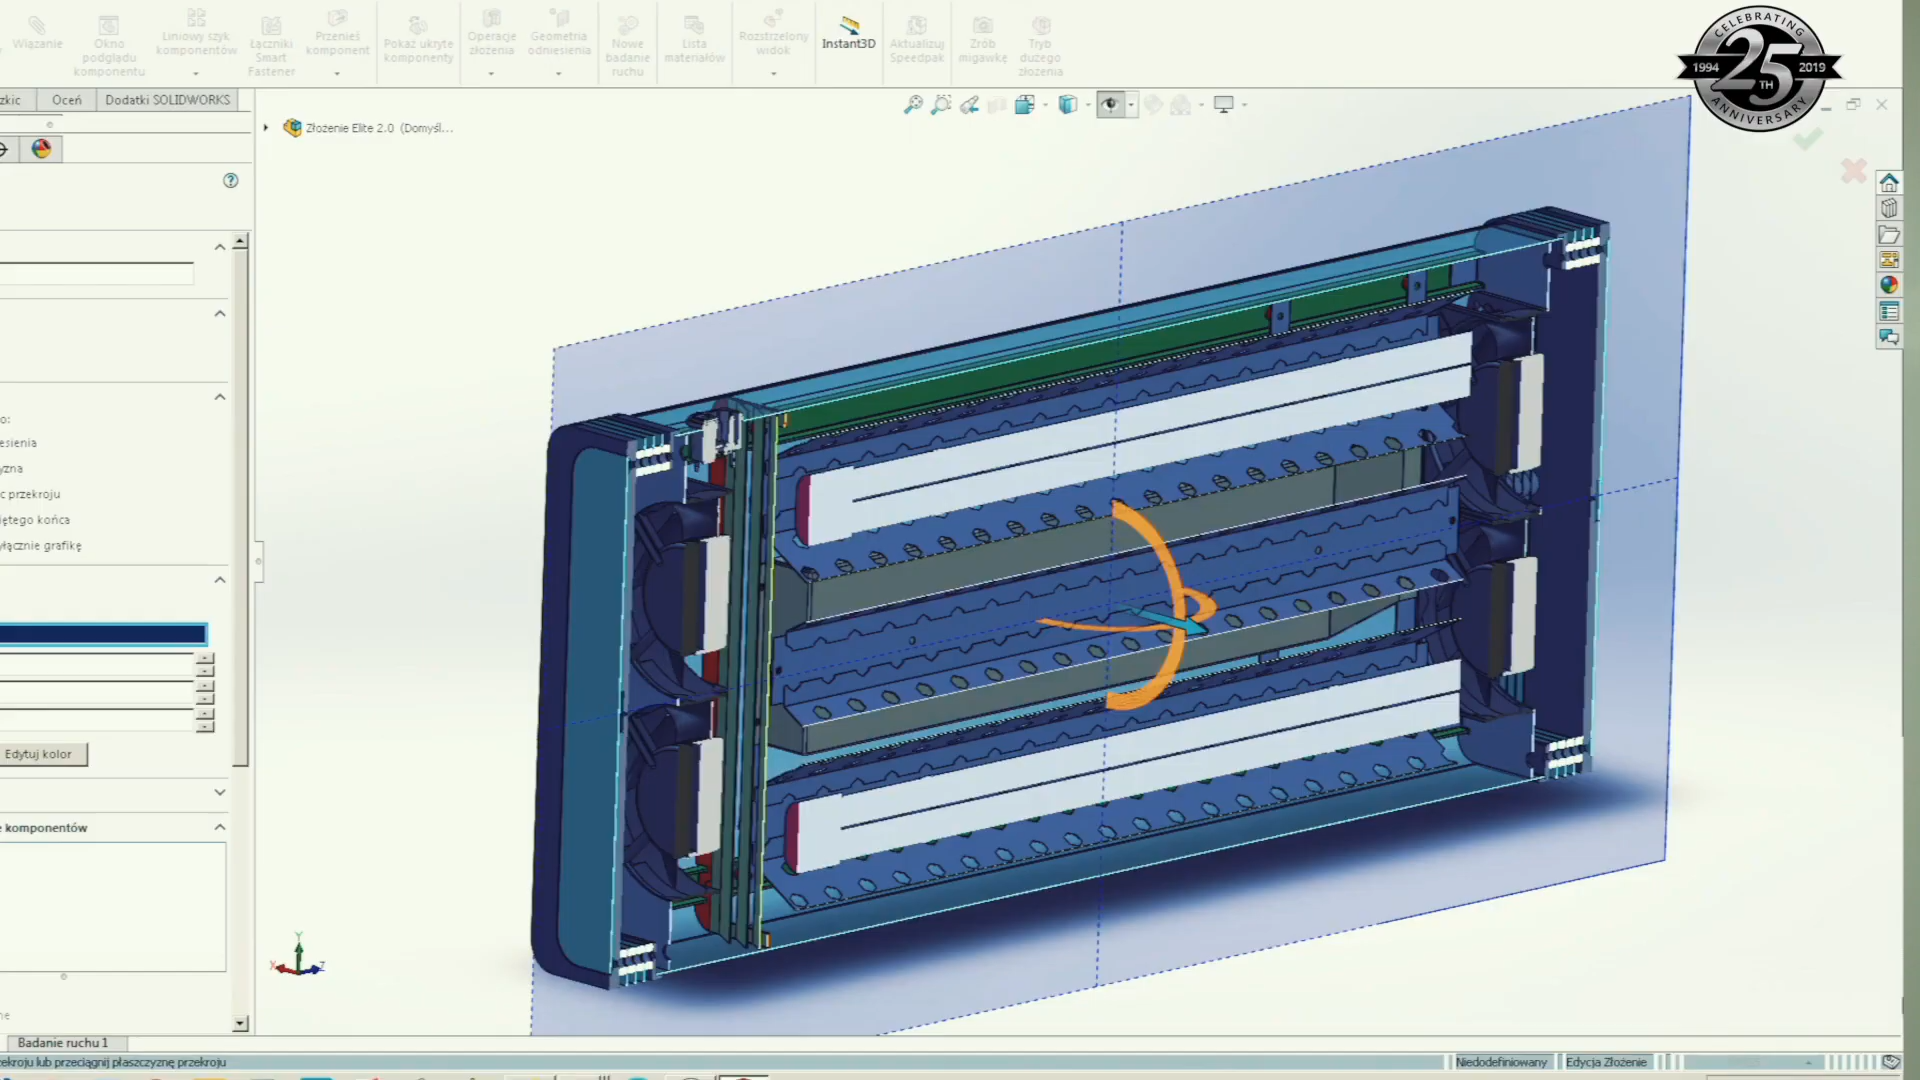 Wiązanie
Okno
podglądu
komponentu
Liniowy szyk
komponentów
Łączniki
Smart
Fastener
Przenieś
komponent
Pokaż ukryte
komponenty
Operacje
złożenia
Geometria
odniesienia
Nowe
badanie
ruchu
Lista
materiałów
Rozstrzelony
widok
Instant3D
Aktualizuj
Speedpak
Zrób
migawkę
Tryb
dużego
złożenia
CELEBRATING
1994 25 2019
TH
ANNIVERSARY
zkic
Oceń
Dodatki SOLIDWORKS
Złożenie Elite 2.0 (Domyśl...
o:
esienia
yzna
c przekroju
iętego końca
yłącznie grafikę
Edytuj kolor
e komponentów
ne
Y
X
Z
Badanie ruchu 1
zekroju lub przeciągnij płaszczyznę przekroju
Niedodefiniowany
Edycja Złożenie